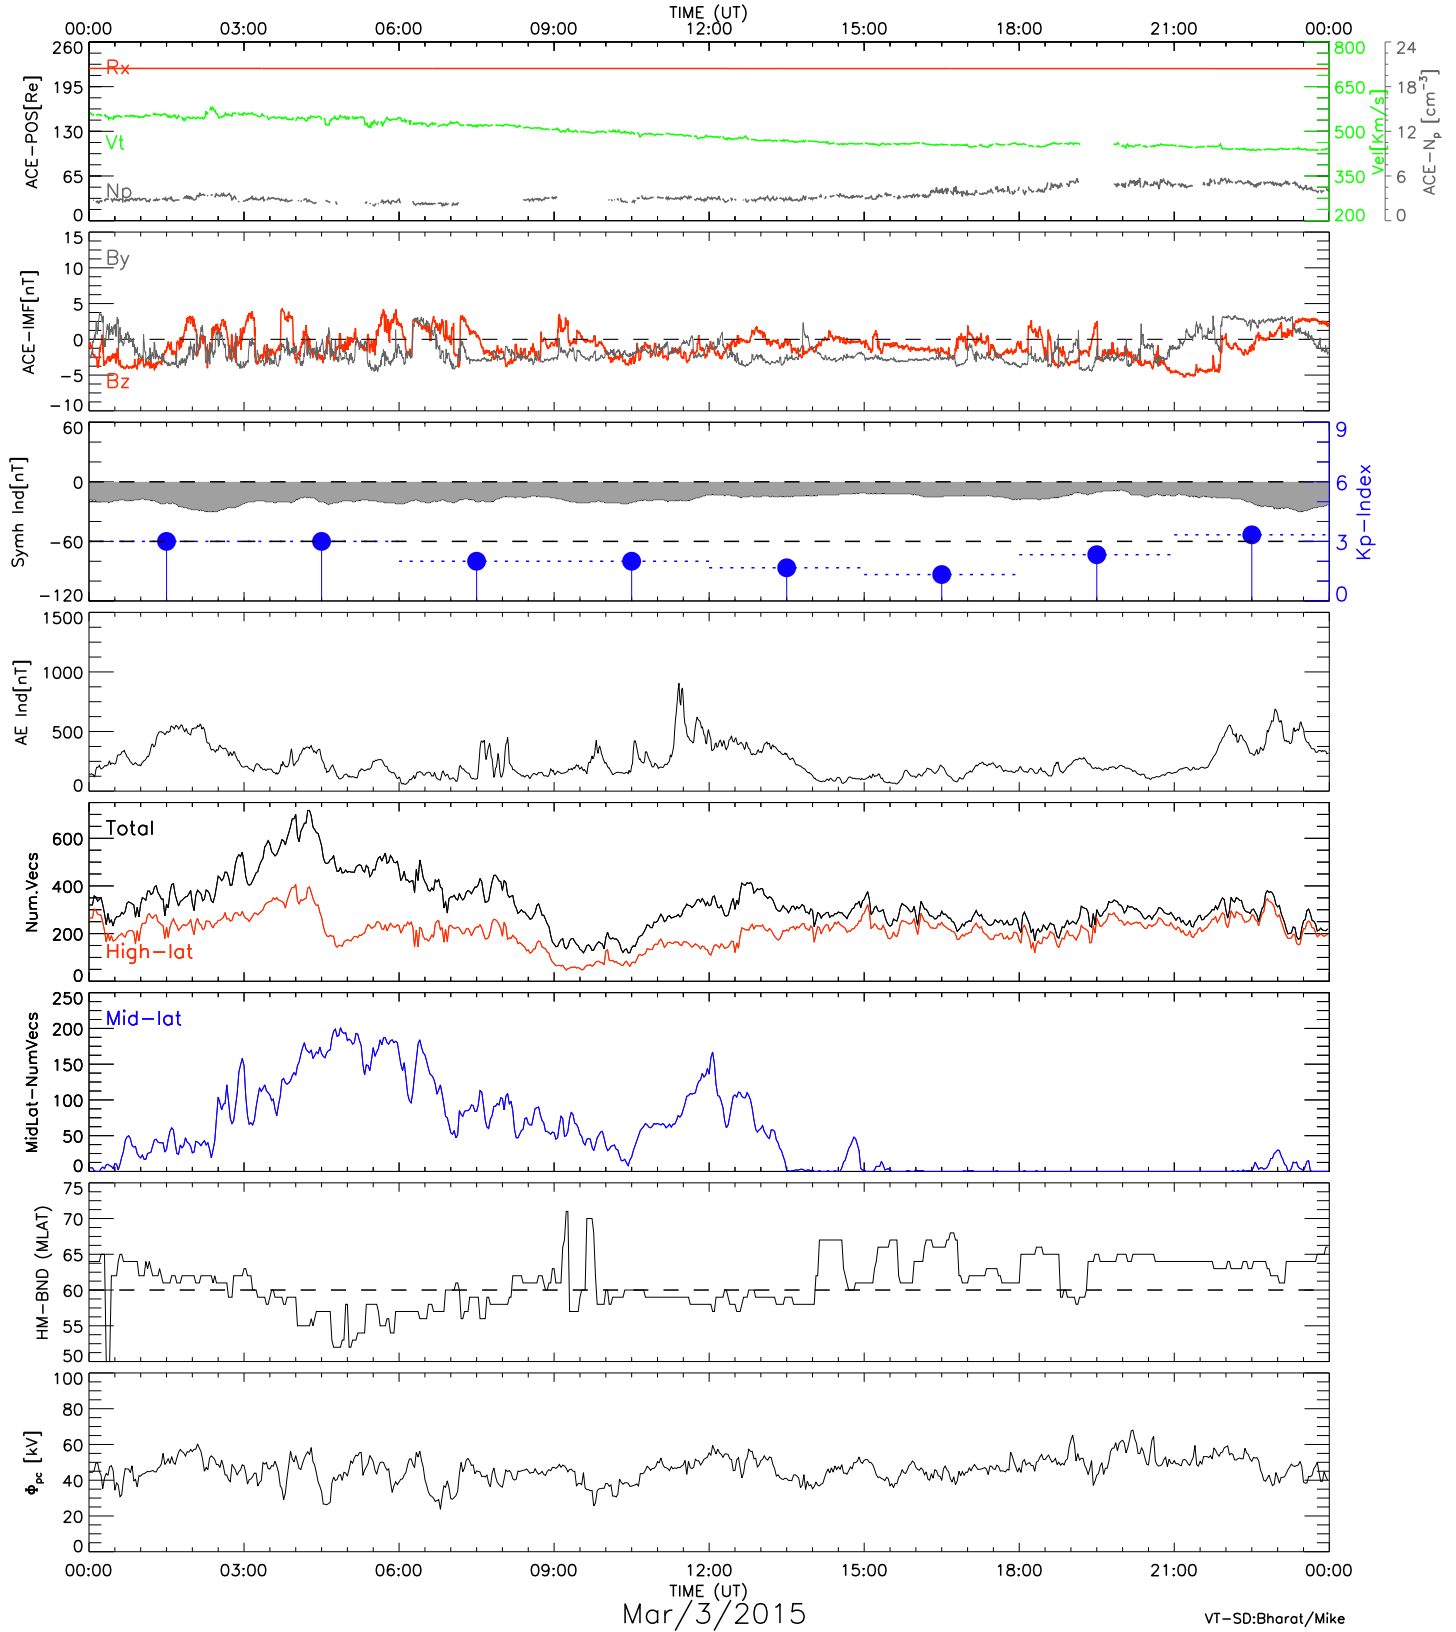 TIME (UT)
00:00 03:00 06:00 09:00 12:00 15:00 18:00 21:00 00:00
260 195 130 65 0
ACE-POS[Re]
Rx
Vt
Np
800 650 500 350 200
Vel[Km/s]
24 18 12 6 0
ACE-Np [cm-3]
15 10 5 0 -5 -10
ACE-IMF[nT]
By
Bz
60 0 -60 -120
Symh Ind[nT]
9 6 3 0
Kp-Index
1500 1000 500 0
AE Ind[nT]
600 400 200 0
Num.Vecs
Total
High-lat
250 200 150 100 50 0
MidLat-NumVecs
Mid-lat
75 70 65 60 55 50
HM-BND (MLAT)
100 80 60 40 20 0
Φpc [kV]
00:00 03:00 06:00 09:00 12:00 15:00 18:00 21:00 00:00
TIME (UT)
Mar/3/2015
VT-SD:Bharat/Mike